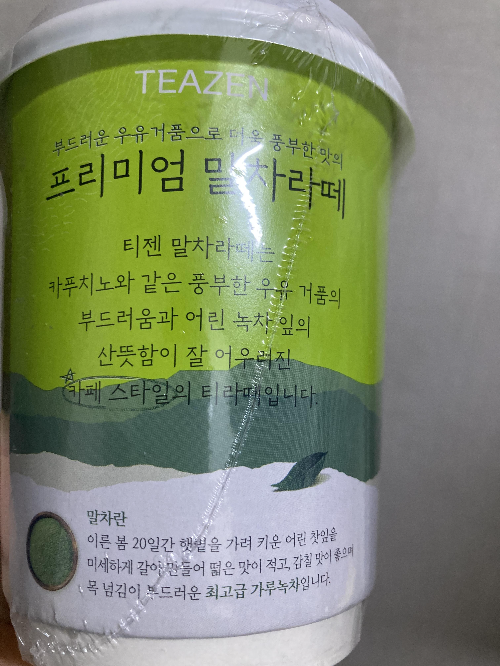 TEAZEN
부드러운 우유거품으로 더욱 풍부한 맛의
프리미엄 말차라떼
티젠 말차라떼는
카푸치노와 같은 풍부한 우유 거품의
부드러움과 어린 녹차 잎의
산뜻함이 잘 어우러진
카페 스타일의 티라떼입니다.
말차란
이른 봄 20일간 햇볕을 가려 키운 어린 찻잎을
미세하게 갈아 만들어 떫은 맛이 적고, 감칠 맛이 좋으며
목 넘김이 부드러운 최고급 가루녹차입니다.